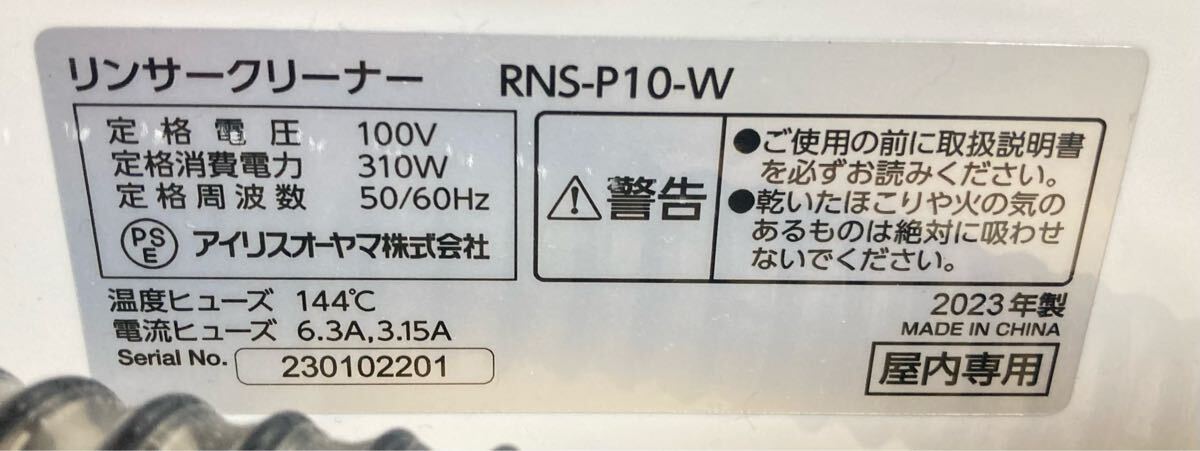 リンサークリーナー RNS-P10-W
定格電圧 100V
定格消費電力 310W
定格周波数 50/60Hz
PSE アイリスオーヤマ株式会社
警告
●ご使用の前に取扱説明書
を必ずお読みください。
●乾いたほこりや火の気の
あるものは絶対に吸わせ
ないでください。
温度ヒューズ 144℃
電流ヒューズ 6.3A,3.15A
Serial No. 230102201
2023年製
MADE IN CHINA
屋内専用